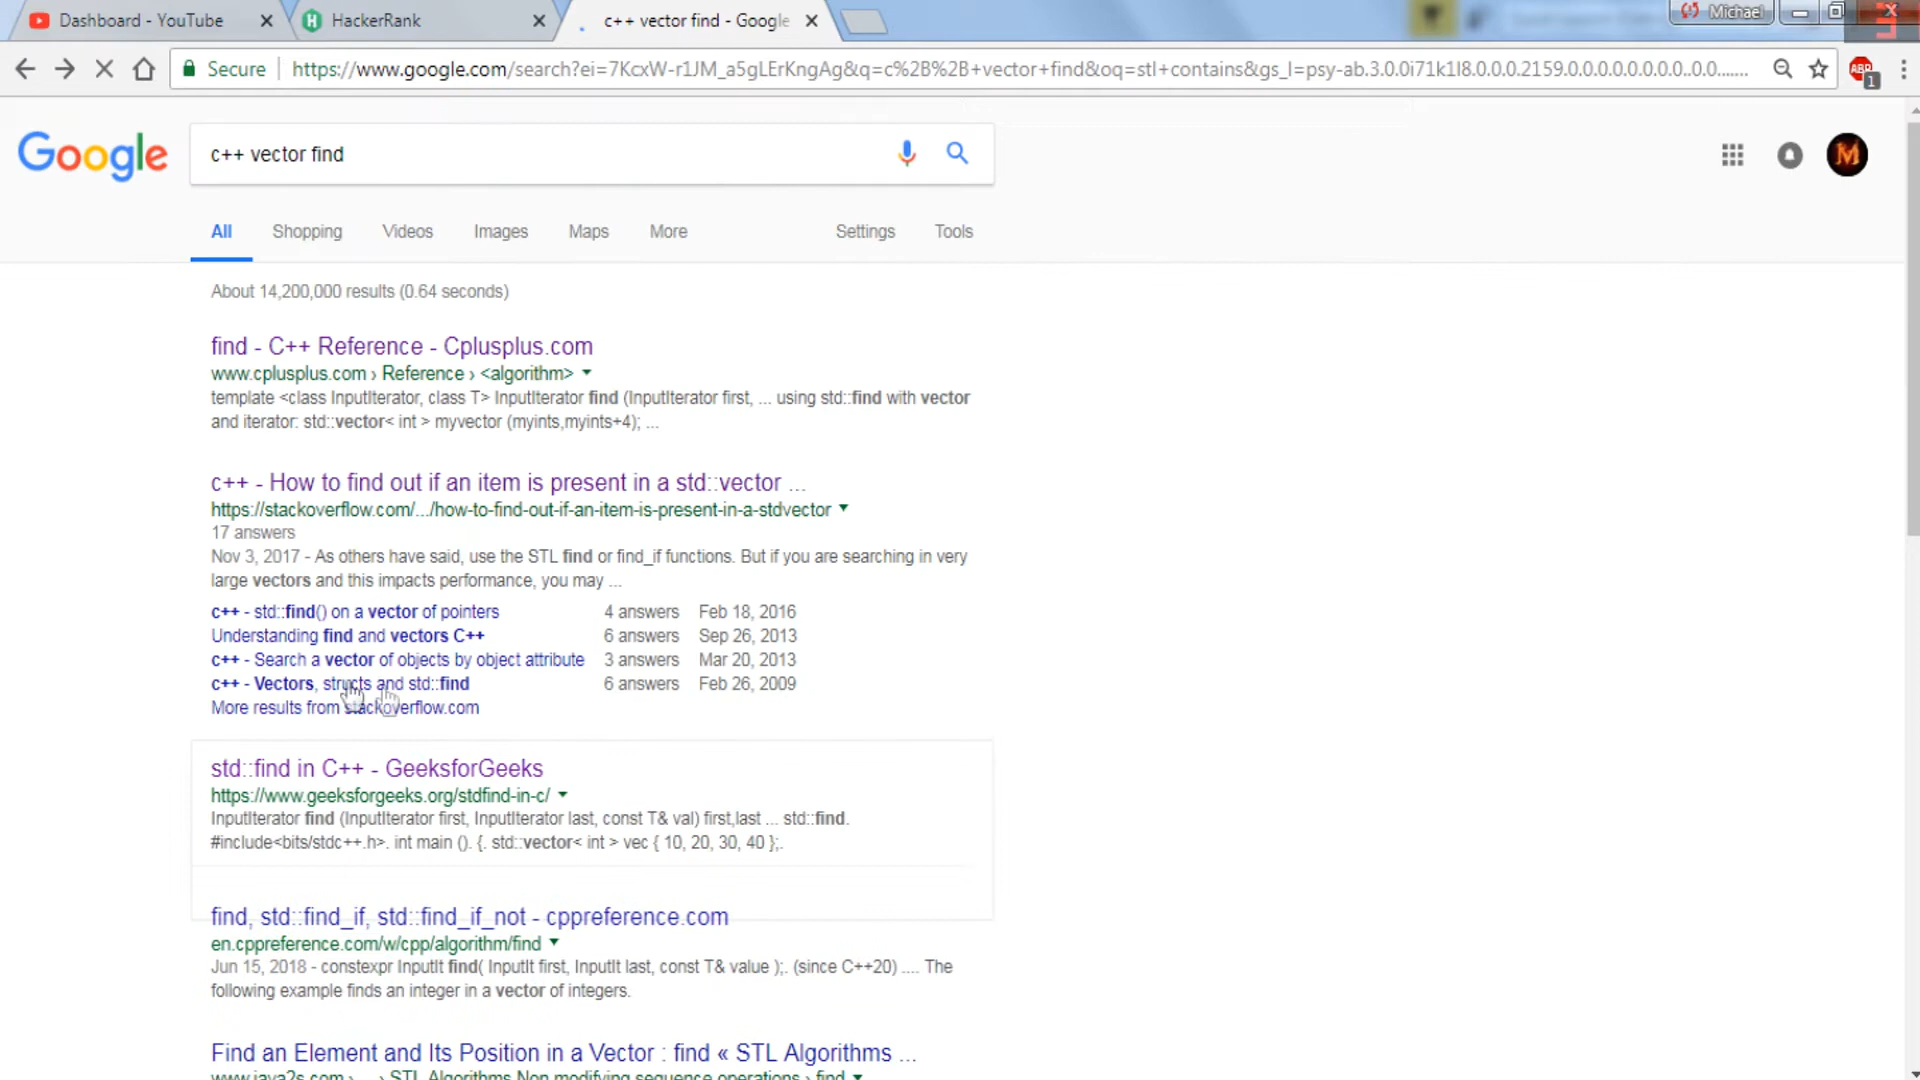 Dashboard - YouTube
HackerRank
c++ vector find - Google
Michael
Secure
https://www.google.com/search?ei=7KcxW-r1JM_a5gLErKngAg&q=c%2B%2B+vector+find&oq=stl+contains&gs_l=psy-ab.3.0.0i71k1l8.0.0.0.2159.0.0.0.0.0.0.0.0..0.0.......
ABP
1
Google
c++ vector find
M
All
Shopping
Videos
Images
Maps
More
Settings
Tools
About 14,200,000 results (0.64 seconds)
find - C++ Reference - Cplusplus.com
www.cplusplus.com › Reference › <algorithm>
template <class InputIterator, class T> InputIterator find (InputIterator first, ... using std::find with vector
and iterator: std::vector< int > myvector (myints,myints+4); ...
c++ - How to find out if an item is present in a std::vector ...
https://stackoverflow.com/.../how-to-find-out-if-an-item-is-present-in-a-stdvector
17 answers
Nov 3, 2017 - As others have said, use the STL find or find_if functions. But if you are searching in very
large vectors and this impacts performance, you may ...
c++ - std::find() on a vector of pointers 4 answers Feb 18, 2016
Understanding find and vectors C++ 6 answers Sep 26, 2013
c++ - Search a vector of objects by object attribute 3 answers Mar 20, 2013
c++ - Vectors, structs and std::find 6 answers Feb 26, 2009
More results from stackoverflow.com
std::find in C++ - GeeksforGeeks
https://www.geeksforgeeks.org/stdfind-in-c/
InputIterator find (InputIterator first, InputIterator last, const T& val) first,last ... std::find.
#include<bits/stdc++.h>. int main (). {. std::vector< int > vec { 10, 20, 30, 40 };.
find, std::find_if, std::find_if_not - cppreference.com
en.cppreference.com/w/cpp/algorithm/find
Jun 15, 2018 - constexpr InputIt find( InputIt first, InputIt last, const T& value );. (since C++20) .... The
following example finds an integer in a vector of integers.
Find an Element and Its Position in a Vector : find « STL Algorithms ...
www.java2s.com › ... › STL Algorithms Non modifying sequence operations › find